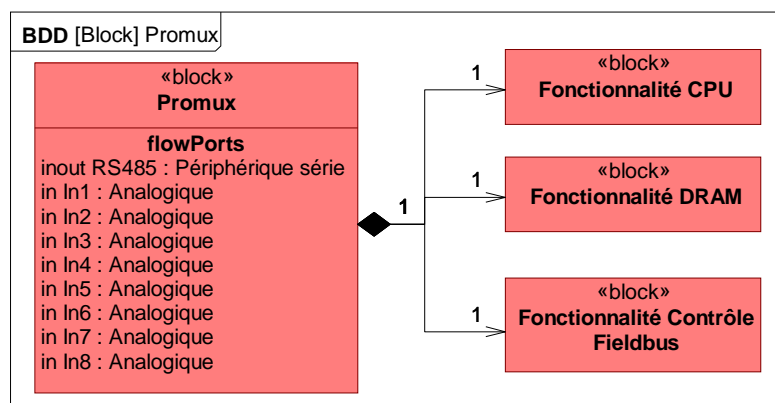 BDD [Block] Promux
«block»
Promux
flowPorts
inout RS485 : Périphérique série
in In1 : Analogique
in In2 : Analogique
in In3 : Analogique
in In4 : Analogique
in In5 : Analogique
in In6 : Analogique
in In7 : Analogique
in In8 : Analogique
1
1
«block»
Fonctionnalité CPU
1
«block»
Fonctionnalité DRAM
1
«block»
Fonctionnalité Contrôle
Fieldbus